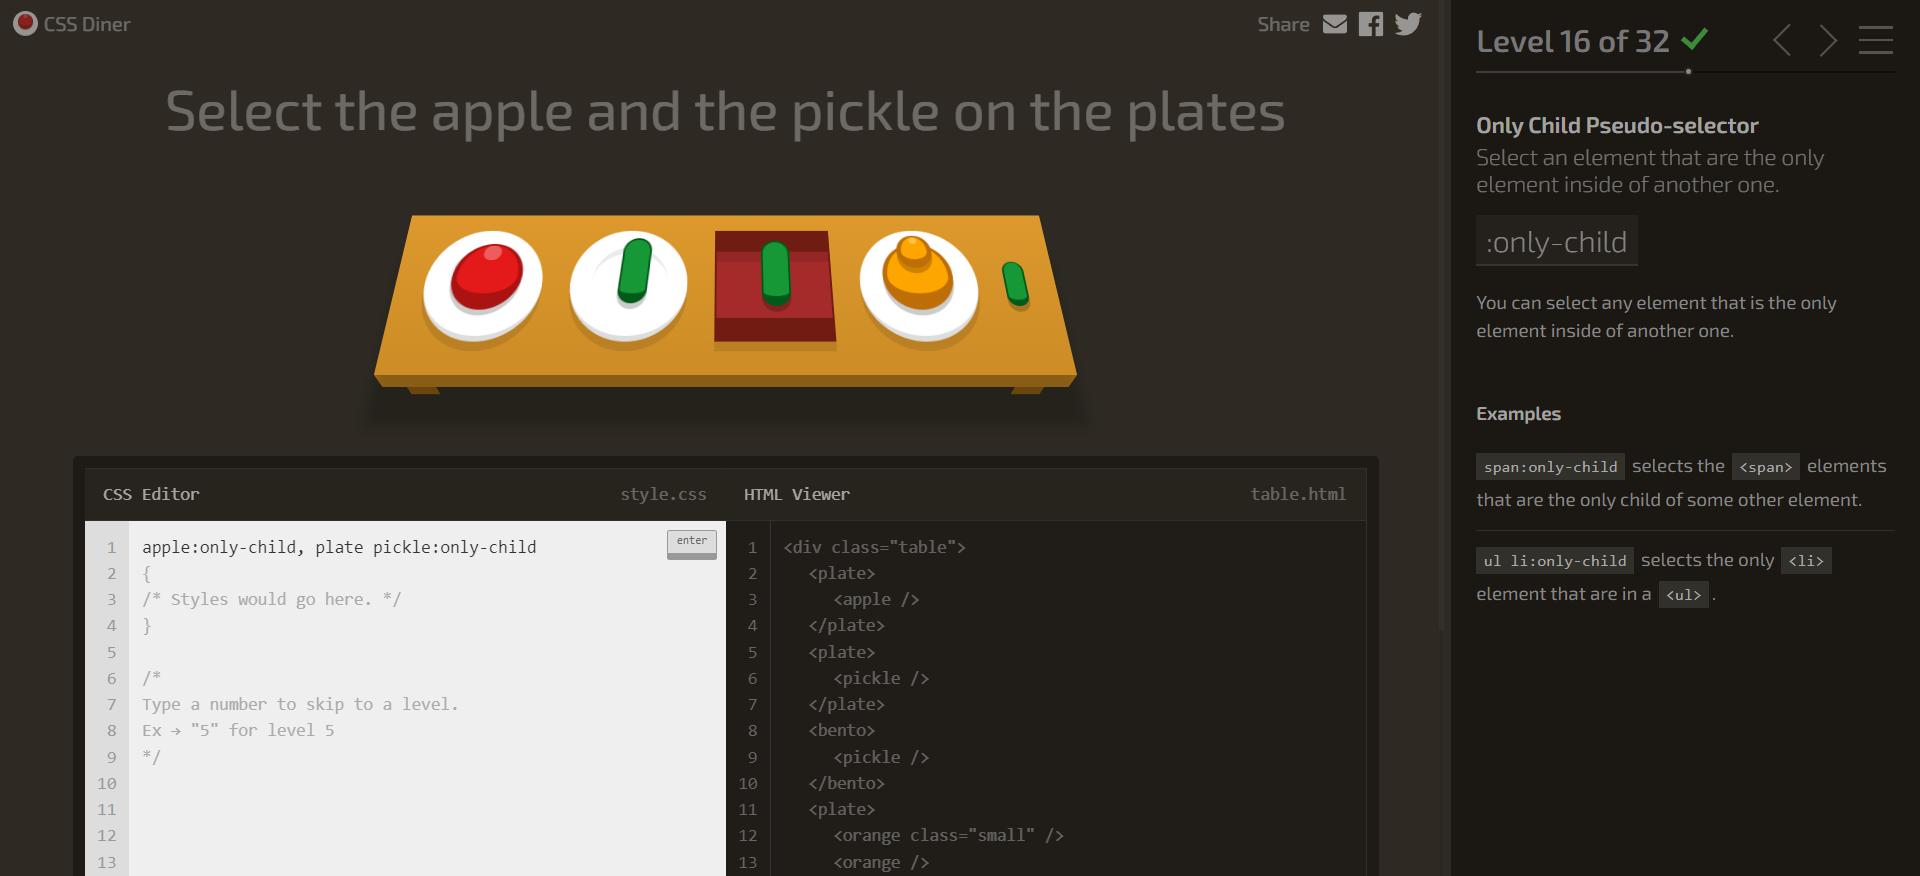 CSS Diner
Share
Select the apple and the pickle on the plates
CSS Editor style.css
1 apple:only-child, plate pickle:only-child
enter
2 {
3 /* Styles would go here. */
4 }
5
6 /*
7 Type a number to skip to a level.
8 Ex → "5" for level 5
9 */
10
11
12
13
HTML Viewer table.html
1 <div class="table">
2 <plate>
3 <apple />
4 </plate>
5 <plate>
6 <pickle />
7 </plate>
8 <bento>
9 <pickle />
10 </bento>
11 <plate>
12 <orange class="small" />
13 <orange />
Level 16 of 32
Only Child Pseudo-selector
Select an element that are the only
element inside of another one.
:only-child
You can select any element that is the only
element inside of another one.
Examples
span:only-child selects the <span> elements
that are the only child of some other element.
ul li:only-child selects the only <li>
element that are in a <ul> .